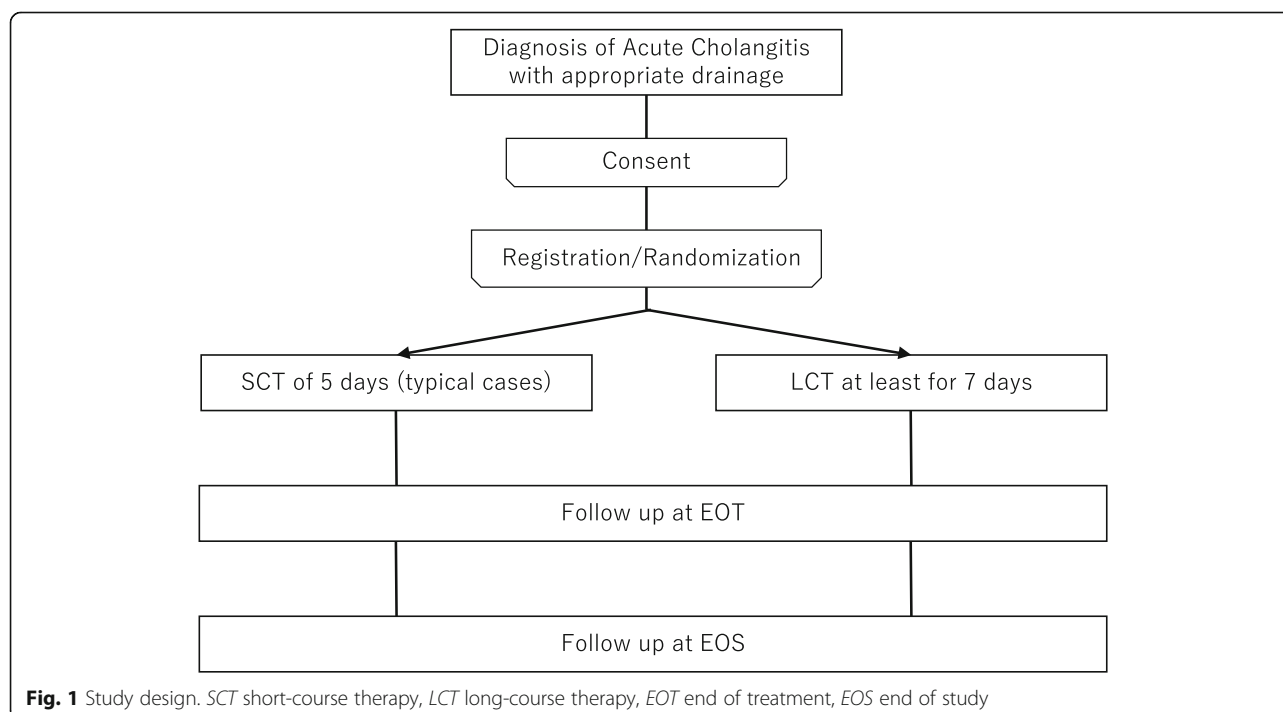 Diagnosis of Acute Cholangitis
with appropriate drainage
Consent
Registration/Randomization
SCT of 5 days (typical cases)
LCT at least for 7 days
Follow up at EOT
Follow up at EOS
Fig. 1 Study design. SCT short-course therapy, LCT long-course therapy, EOT end of treatment, EOS end of study